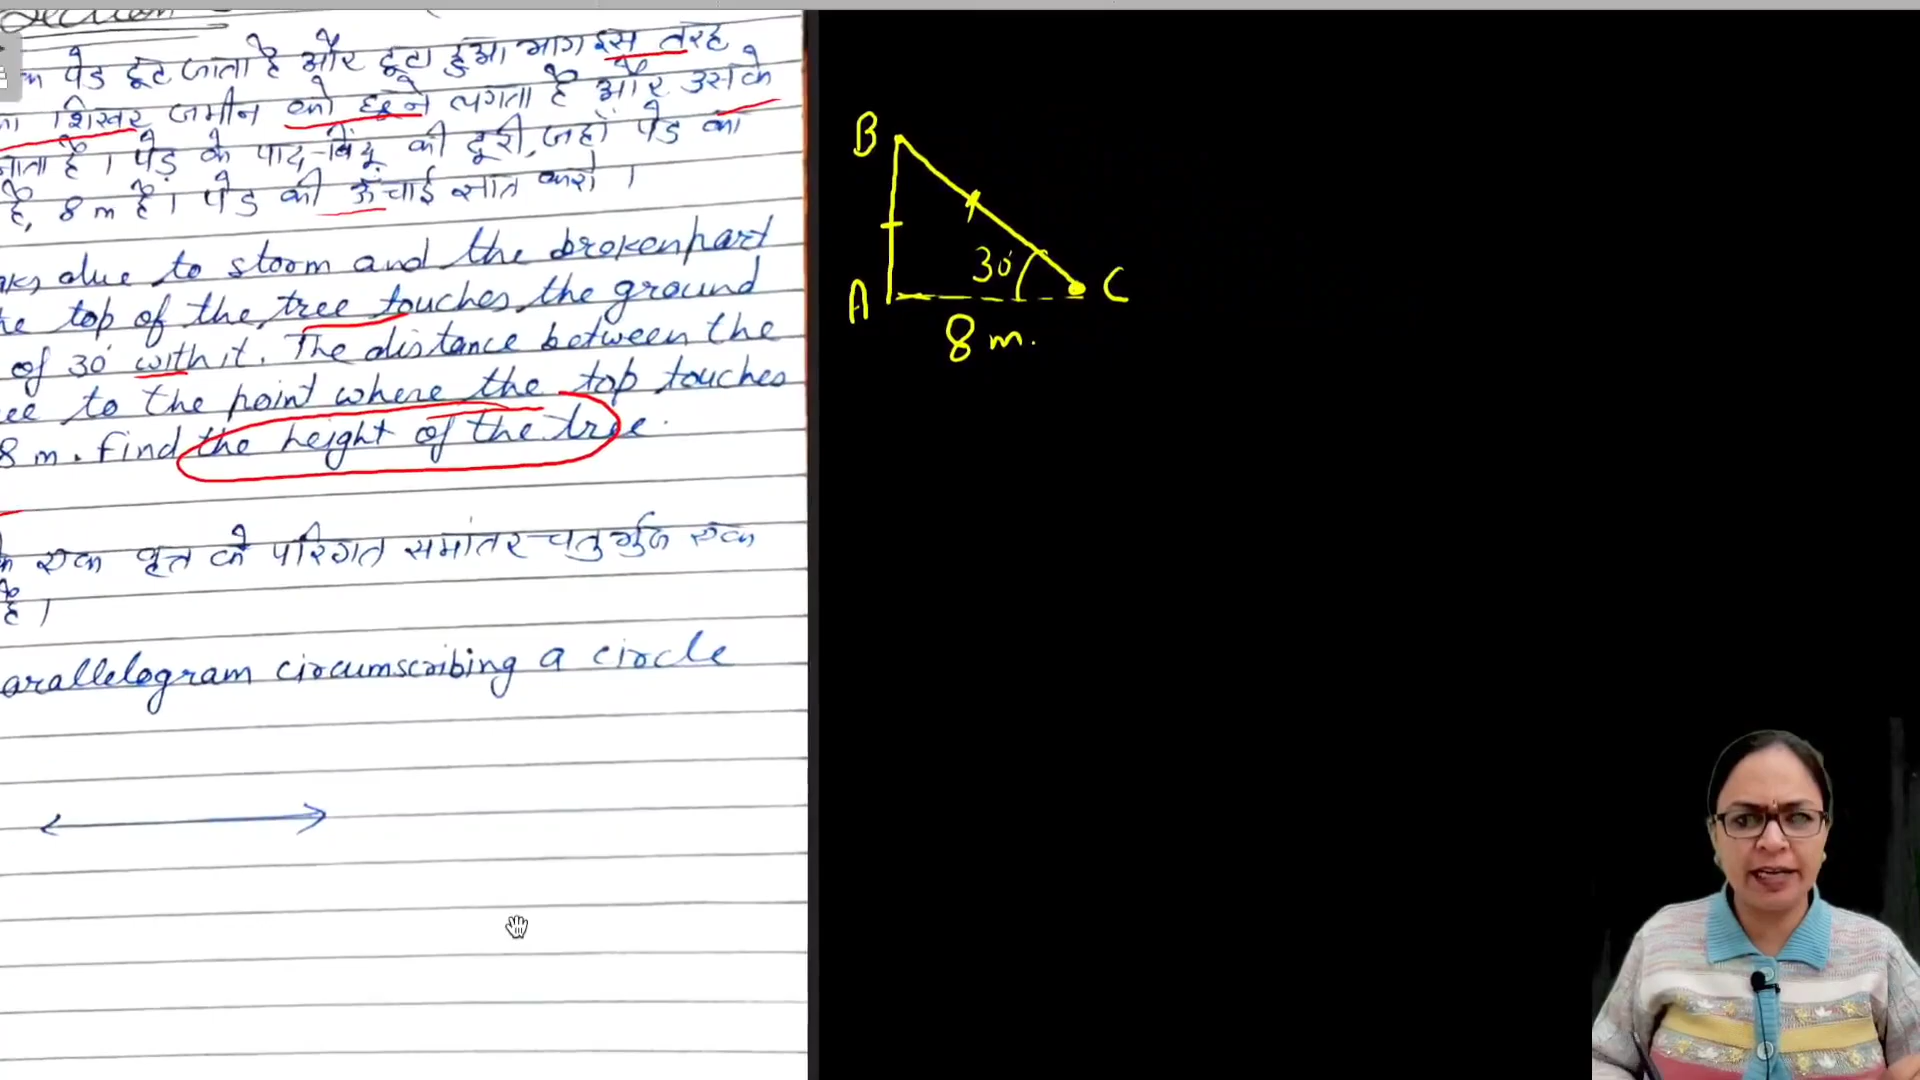 पेड टूट जाता है और टूटा हुआ भाग इस तरह
शिखर जमीन को छूने लगता है और उसके
जाता है। पेड़ के पाद-बिंदू की दूरी, जहाँ पेड का
है, 8 m है। पेड की ऊँचाई ज्ञात करो।
due to storm and the broken part
top of the tree touches the ground
of 30° with it. The distance between the
to the point where the top touches
8 m. Find the height of the tree.
एक वृत्त के परिगत समांतर चतुर्भुज एक
है।
arallelogram circumscribing a circle
B
30°
A
C
8 m.